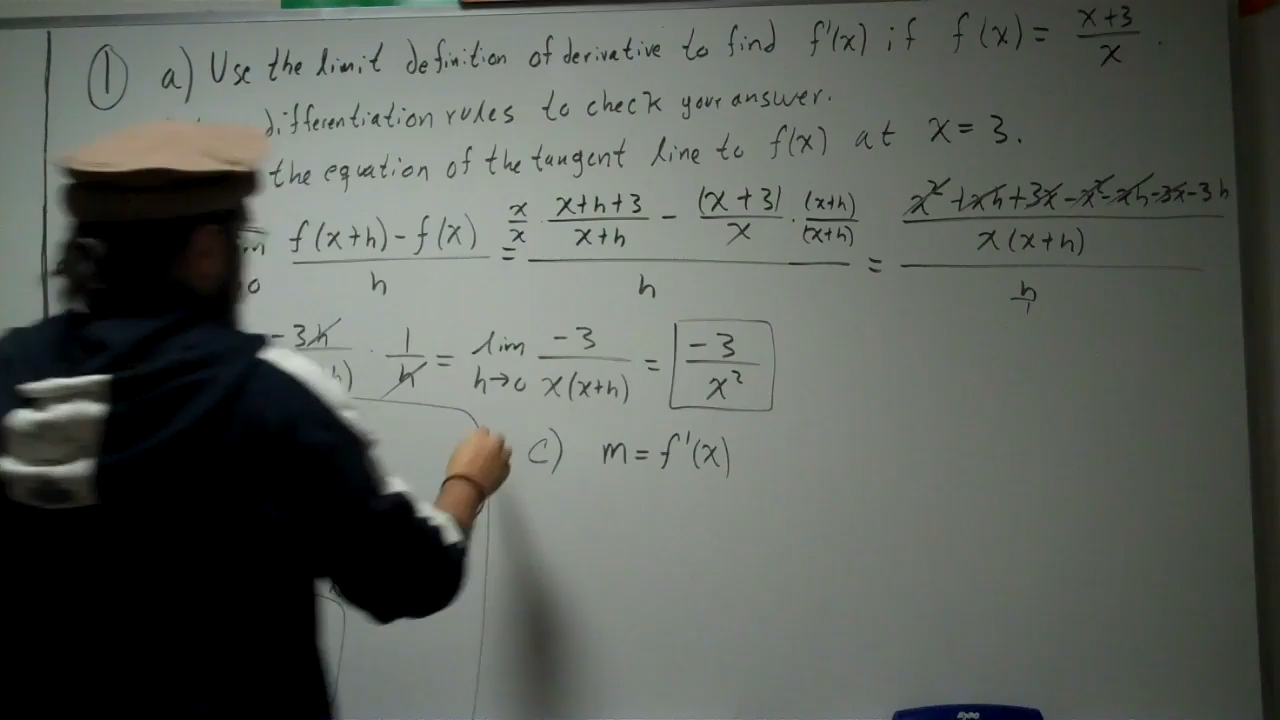 ① a) Use the limit definition of derivative to find f'(x) if f(x) = (x+3)/x.
differentiation rules to check your answer.
the equation of the tangent line to f(x) at x = 3.
(f(x+h) - f(x))/h = (x/x · (x+h+3)/(x+h) - (x+3)/x · (x+h)/(x+h))/h = ((x² + xh + 3x - x² - xh - 3x - 3h)/(x(x+h)))/(h/1)
-3h / h) · 1/h = lim h→0 -3/(x(x+h)) = -3/x²
c) m = f'(x)